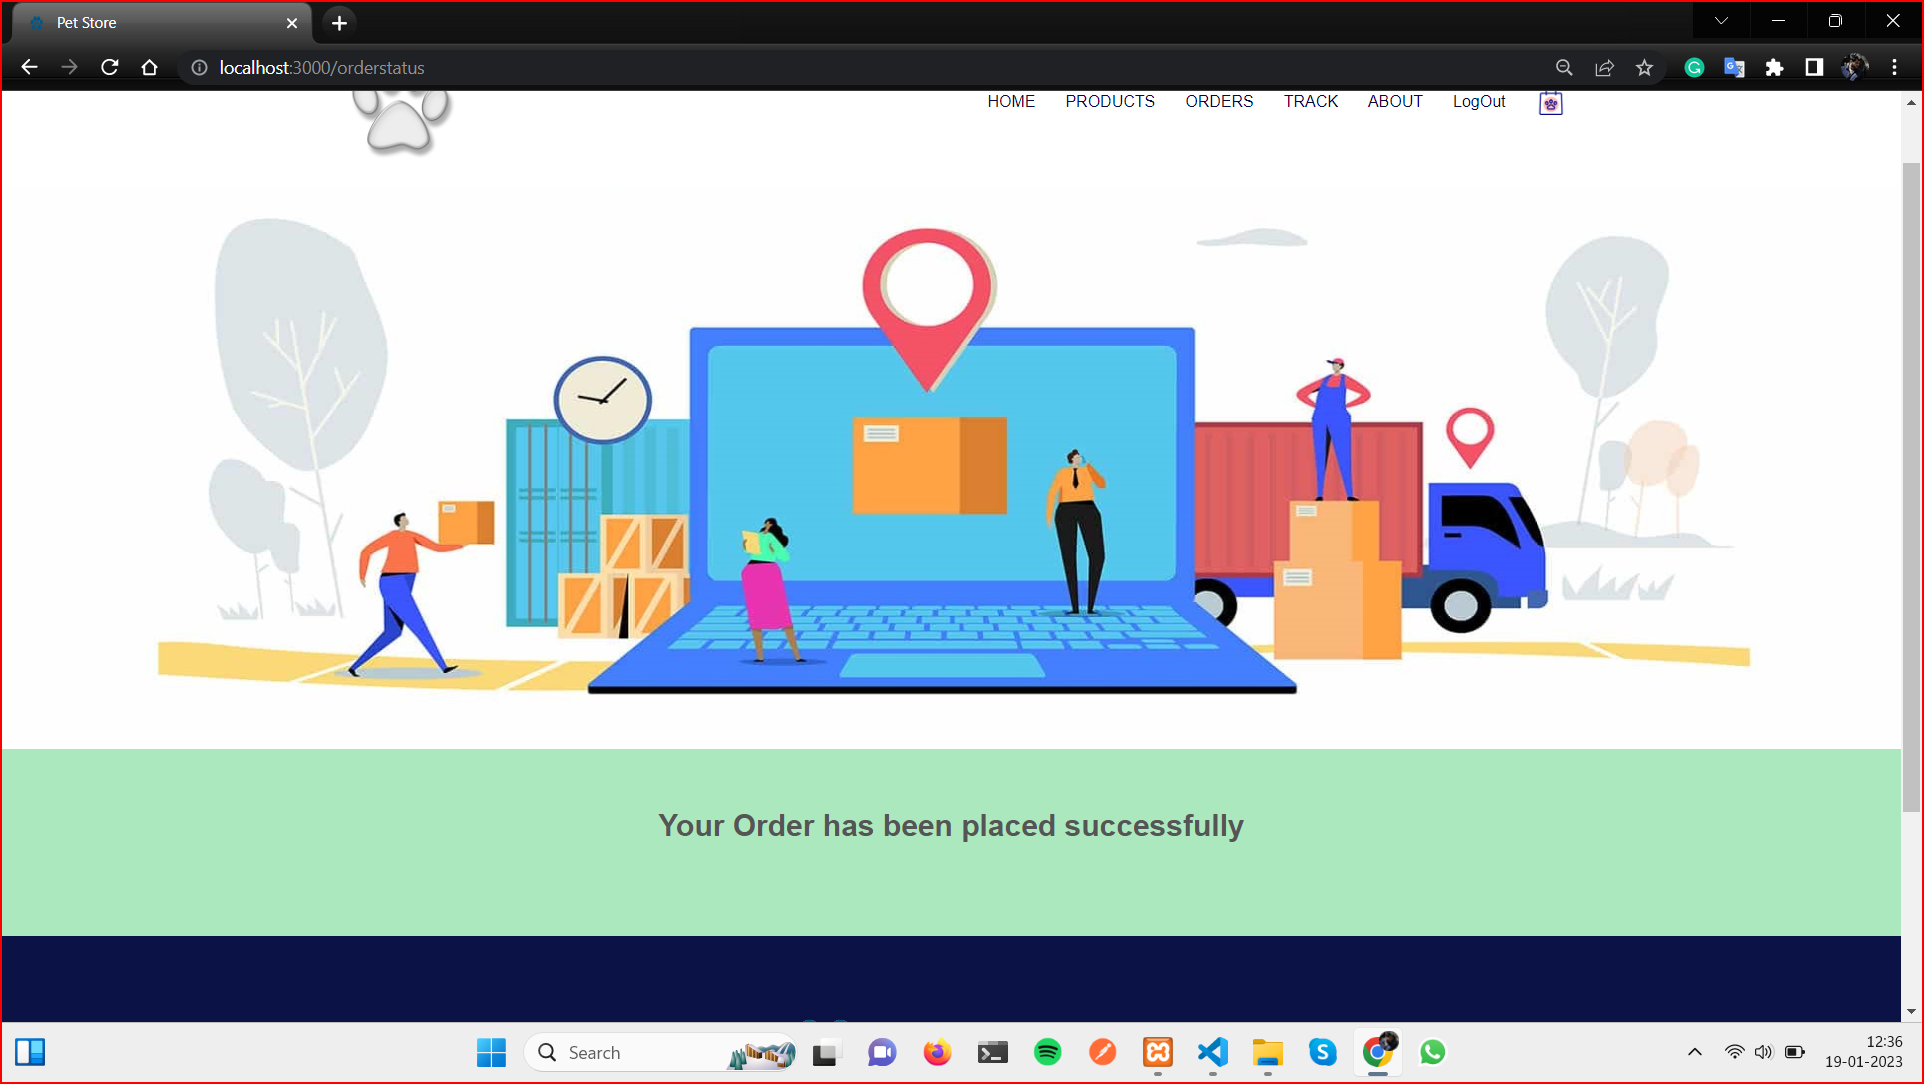 Pet Store
localhost:3000/orderstatus
HOME PRODUCTS ORDERS TRACK ABOUT LogOut
Your Order has been placed successfully
Search
12:36
19-01-2023